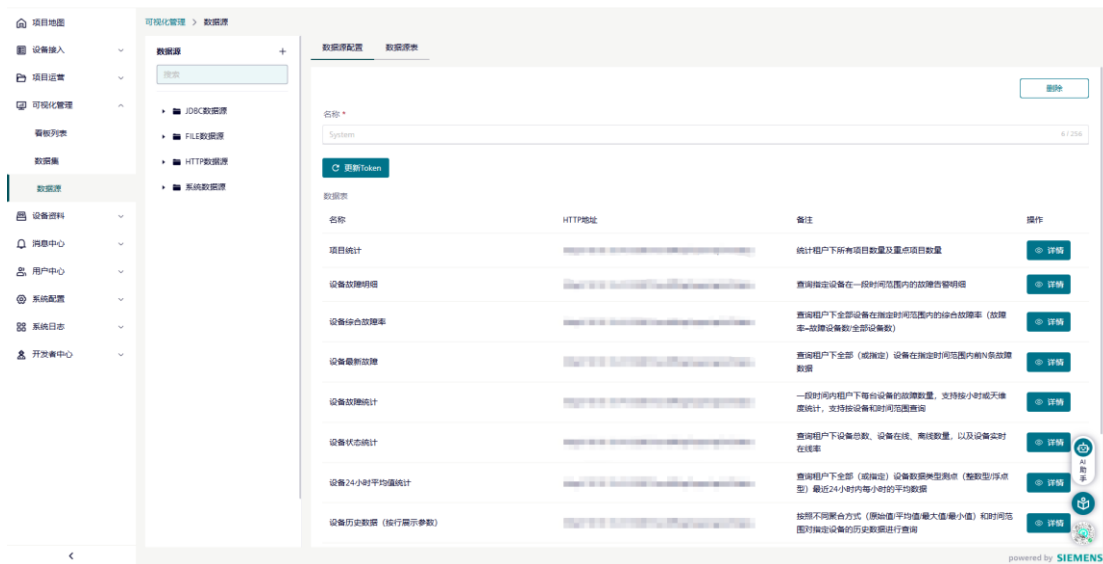 项目地图
设备接入
项目运营
可视化管理
看板列表
数据集
数据源
设备资料
消息中心
用户中心
系统配置
系统日志
开发者中心
可视化管理 > 数据源
数据源 +
搜索
JDBC数据源
FILE数据源
HTTP数据源
系统数据源
数据源配置 数据源表
删除
名称 *
System 6 / 256
更新Token
数据表
名称 HTTP地址 备注 操作
项目统计 统计租户下所有项目数量及重点项目数量 详情
设备故障明细 查询指定设备在一段时间范围内的故障告警明细 详情
设备综合故障率 查询租户下全部设备在指定时间范围内的综合故障率（故障
率=故障设备数/全部设备数） 详情
设备最新故障 查询租户下全部（或指定）设备在指定时间范围内前N条故障
数据 详情
设备故障统计 一段时间内租户下每台设备的故障数量，支持按小时或天维
度统计，支持按设备和时间范围查询 详情
设备状态统计 查询租户下设备总数、设备在线、离线数量，以及设备实时
在线率 详情
设备24小时平均值统计 查询租户下全部（或指定）设备数据类型测点（整数型/浮点
型）最近24小时内每小时的平均数据 详情
设备历史数据（按行展示参数） 按照不同聚合方式（原始值/平均值/最大值/最小值）和时间范
围对指定设备的历史数据进行查询 详情
AI
助
手
powered by SIEMENS